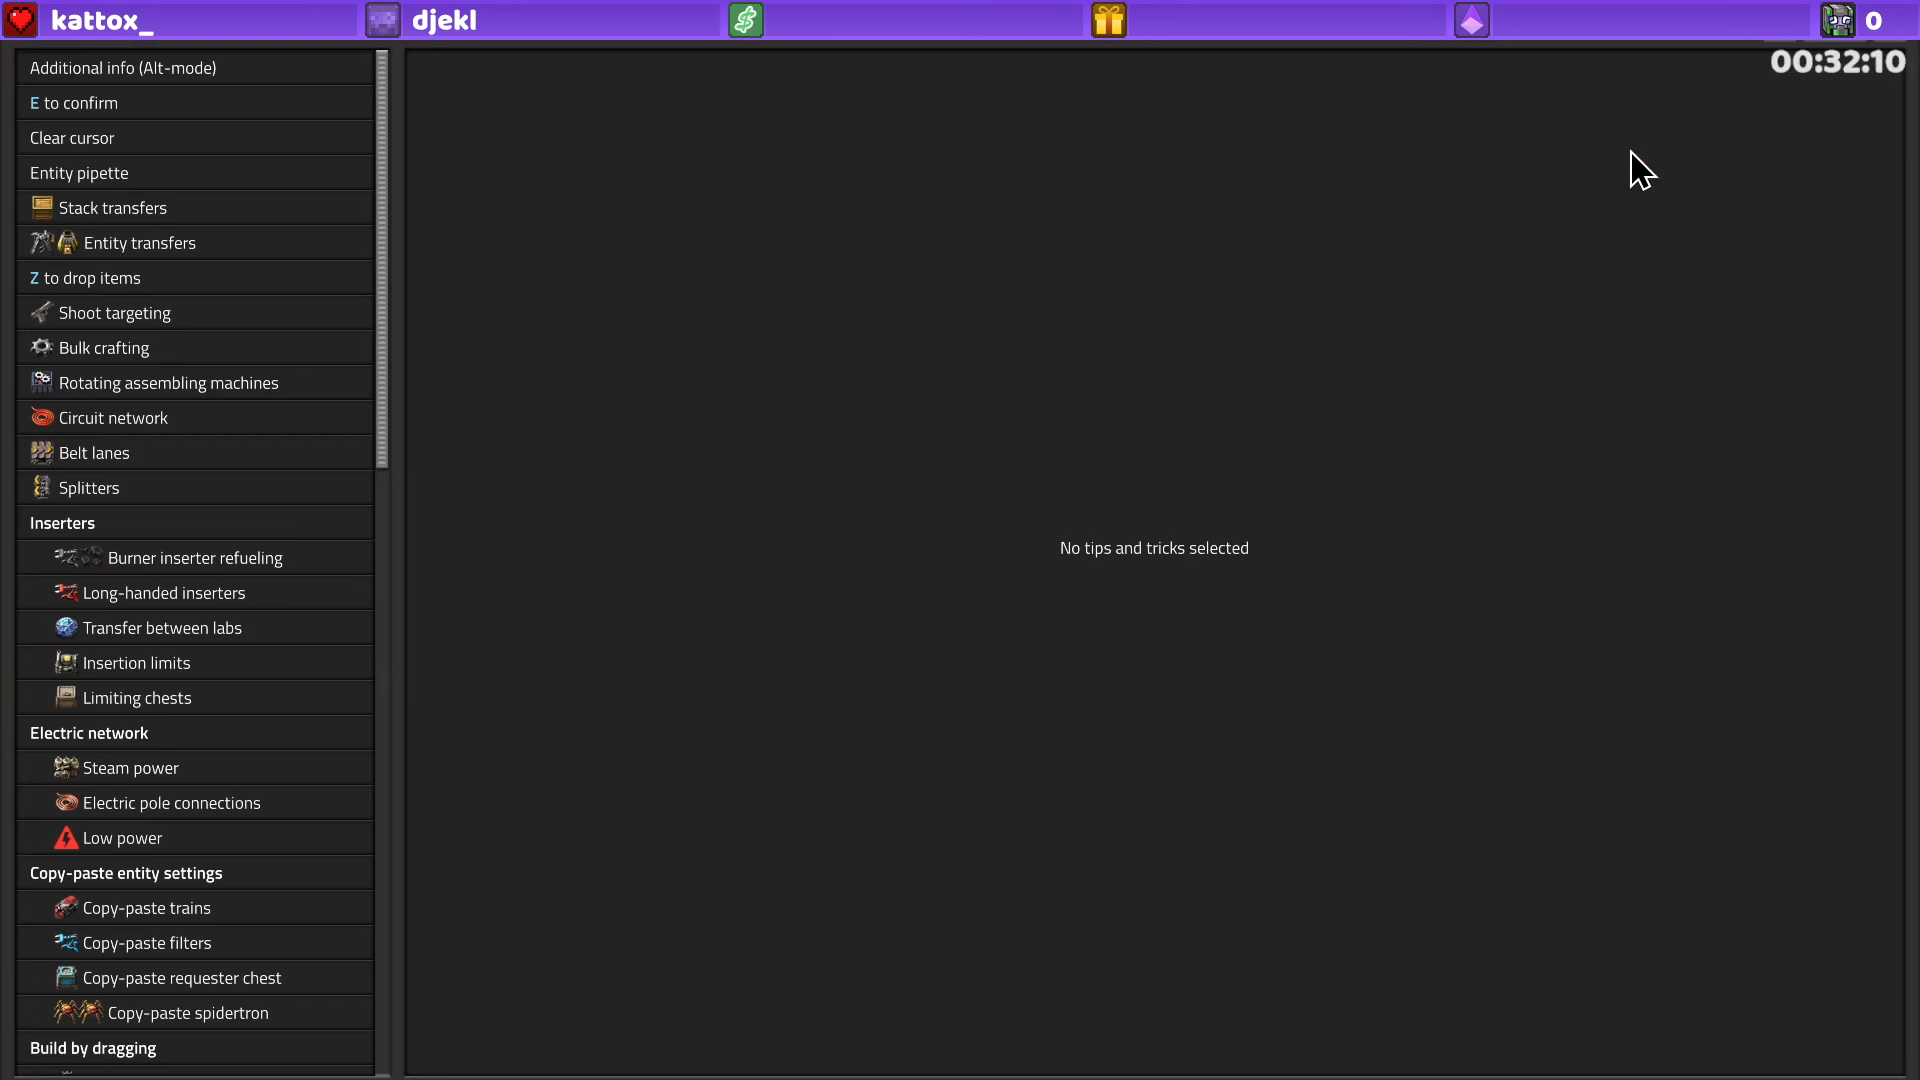 kattox_
djekl
0
00:32:10
Additional info (Alt-mode)
E to confirm
Clear cursor
Entity pipette
Stack transfers
Entity transfers
Z to drop items
Shoot targeting
Bulk crafting
Rotating assembling machines
Circuit network
Belt lanes
Splitters
Inserters
Burner inserter refueling
Long-handed inserters
Transfer between labs
Insertion limits
Limiting chests
Electric network
Steam power
Electric pole connections
Low power
Copy-paste entity settings
Copy-paste trains
Copy-paste filters
Copy-paste requester chest
Copy-paste spidertron
Build by dragging
No tips and tricks selected